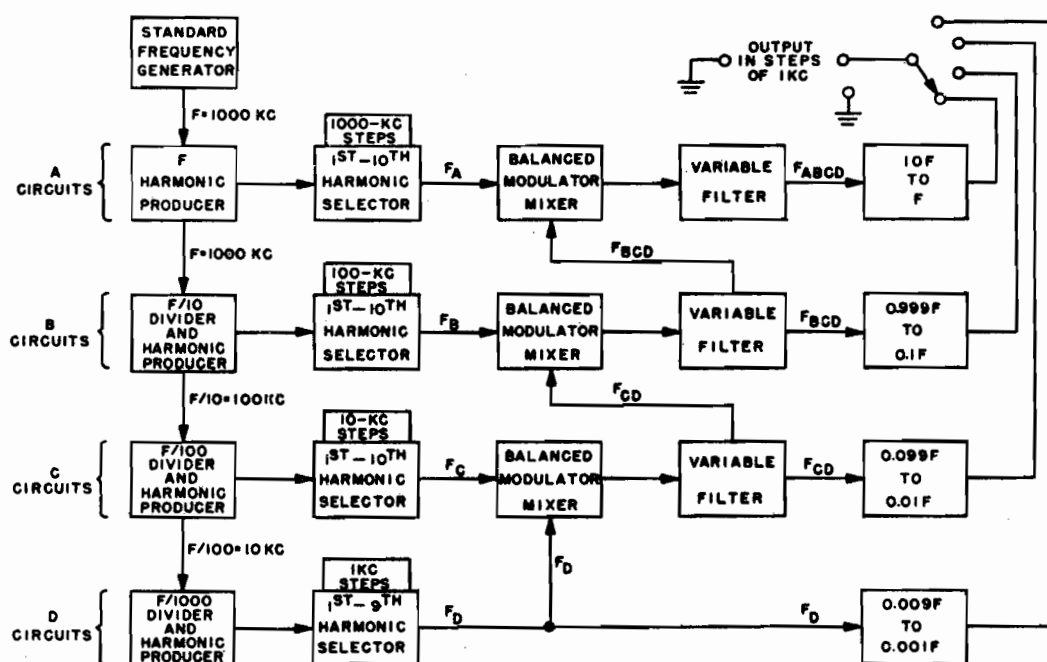 STANDARD
FREQUENCY
GENERATOR
OUTPUT
IN STEPS
OF 1KC
F=1000 KC
A
CIRCUITS
F
HARMONIC
PRODUCER
1000-KC
STEPS
1ST-10TH
HARMONIC
SELECTOR
FA
BALANCED
MODULATOR
MIXER
VARIABLE
FILTER
FABCD
10F
TO
F
F=1000 KC
FBCD
B
CIRCUITS
F/10
DIVIDER
AND
HARMONIC
PRODUCER
100-KC
STEPS
1ST-10TH
HARMONIC
SELECTOR
FB
BALANCED
MODULATOR
MIXER
VARIABLE
FILTER
FBCD
0.999F
TO
0.1F
F/10=100KC
FCD
C
CIRCUITS
F/100
DIVIDER
AND
HARMONIC
PRODUCER
10-KC
STEPS
1ST-10TH
HARMONIC
SELECTOR
FC
BALANCED
MODULATOR
MIXER
VARIABLE
FILTER
FCD
0.099F
TO
0.01F
F/100=10 KC
FD
D
CIRCUITS
F/1000
DIVIDER
AND
HARMONIC
PRODUCER
1KC
STEPS
1ST-9TH
HARMONIC
SELECTOR
FD
FD
0.009F
TO
0.001F